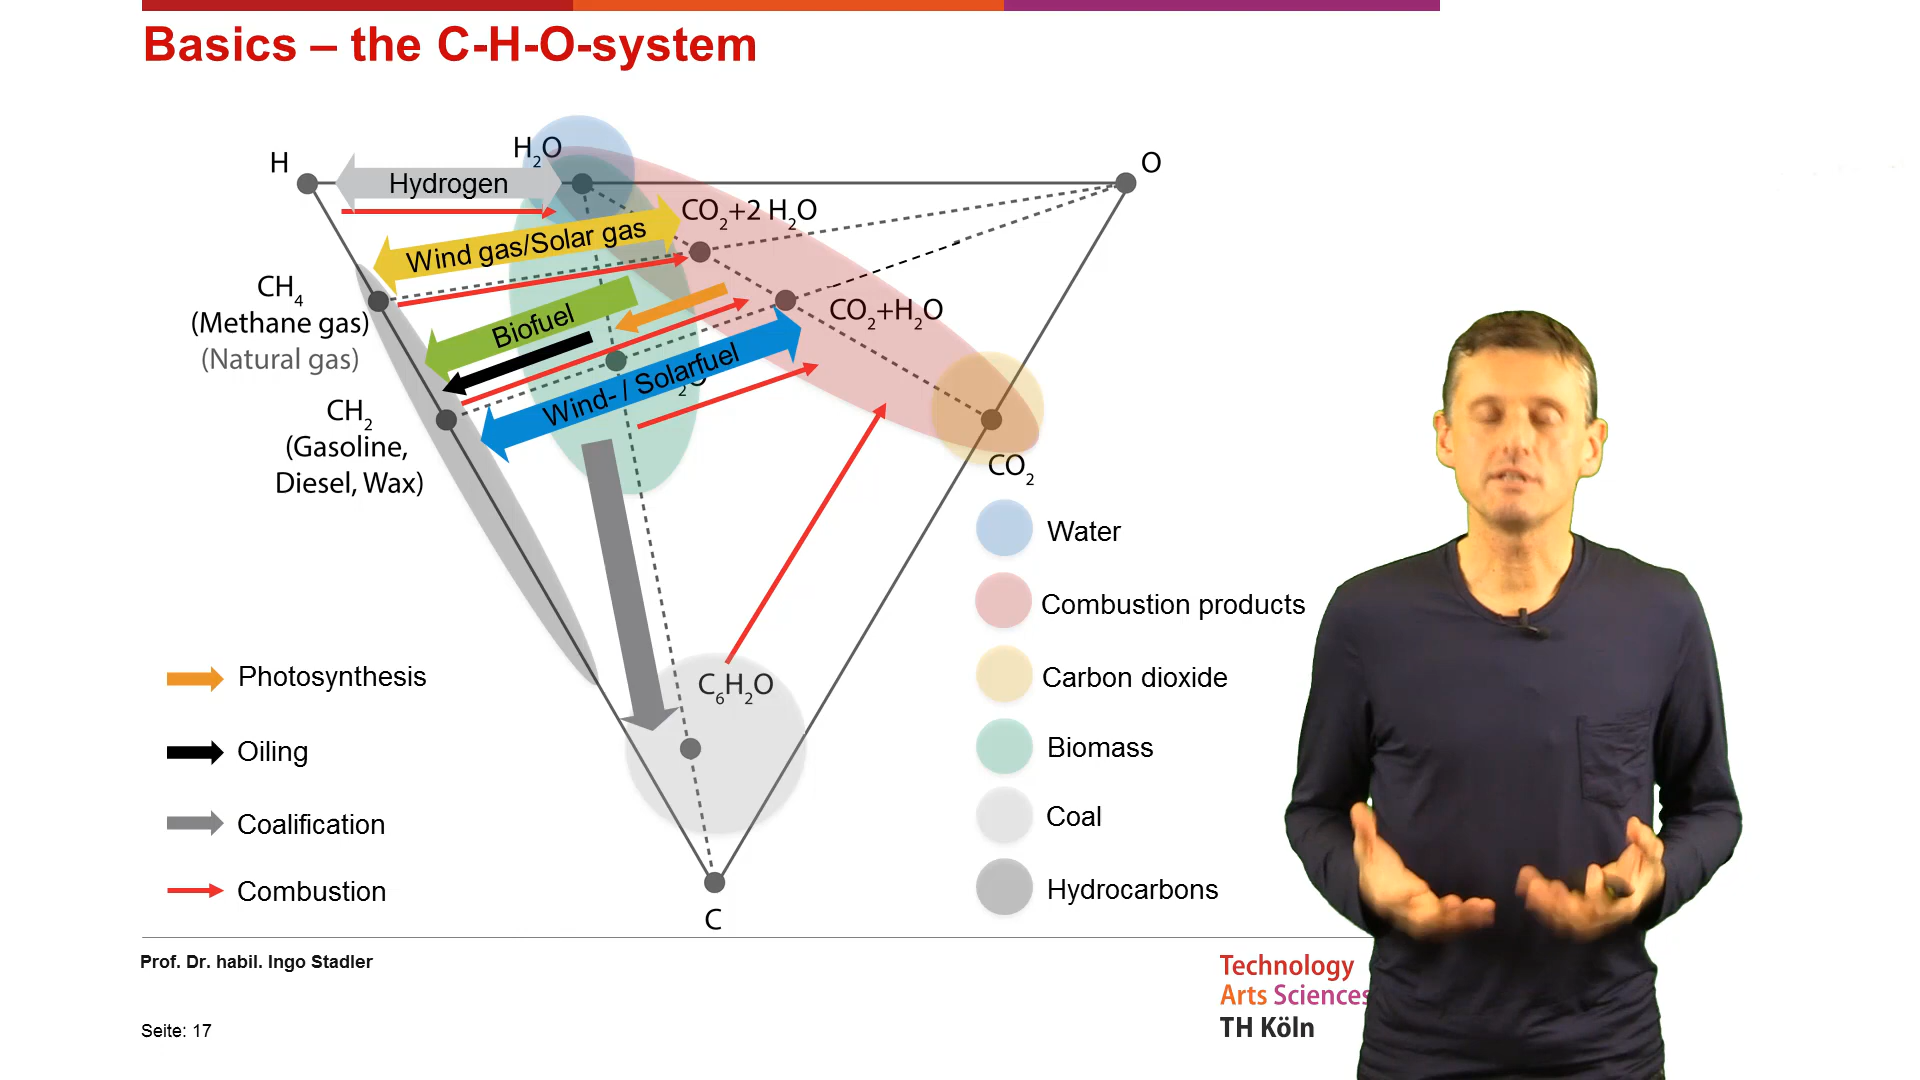 Basics – the C-H-O-system
H
H₂O
O
Hydrogen
CO₂+2 H₂O
Wind gas/Solar gas
CH₄
(Methane gas)
(Natural gas)
Biofuel
CO₂+H₂O
Wind- / Solarfuel
CH₂
(Gasoline,
Diesel, Wax)
CO₂
Water
Combustion products
C₆H₂O
Photosynthesis
Carbon dioxide
Oiling
Biomass
Coalification
Coal
Combustion
Hydrocarbons
C
Prof. Dr. habil. Ingo Stadler
Technology
Arts Sciences
TH Köln
Seite: 17